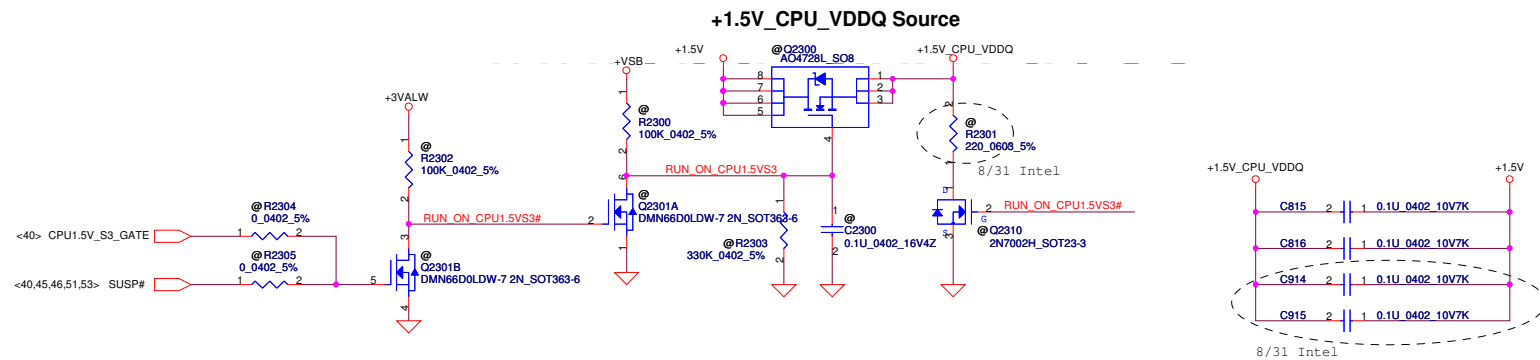 +1.5V_CPU_VDDQ Source
+1.5V
@Q2300
AO4728L_SO8
+1.5V_CPU_VDDQ
+VSB
8
7
6
5
1
2
3
4
+3VALW
1
@
R2300
100K_0402_5%
2
2
@
R2301
220_0603_5%
1
8/31 Intel
1
@
R2302
100K_0402_5%
2
RUN_ON_CPU1.5VS3
6
@
Q2301A
DMN66D0LDW-7 2N_SOT363-6
2
1
RUN_ON_CPU1.5VS3#
@R2304
0_0402_5%
<40> CPU1.5V_S3_GATE
1
2
@R2305
0_0402_5%
<40,45,46,51,53> SUSP#
1
2
3
5
@
Q2301B
DMN66D0LDW-7 2N_SOT363-6
4
1
@R2303
330K_0402_5%
2
1
@
C2300
0.1U_0402_16V4Z
2
D
2
RUN_ON_CPU1.5VS3#
G
S
3
@Q2310
2N7002H_SOT23-3
+1.5V_CPU_VDDQ
+1.5V
C815 2 1 0.1U_0402_10V7K
C816 2 1 0.1U_0402_10V7K
C914 2 1 0.1U_0402_10V7K
C915 2 1 0.1U_0402_10V7K
8/31 Intel